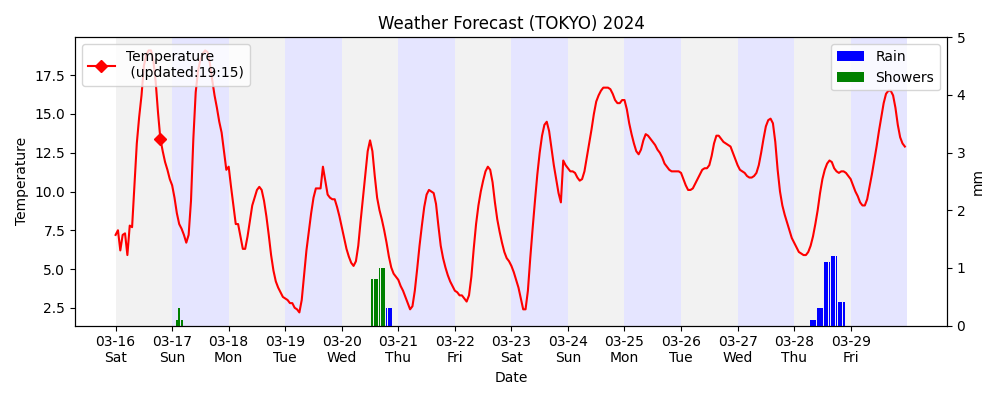 Weather Forecast (TOKYO) 2024
Temperature
(updated:19:15)
Rain
Showers
Temperature
17.5
15.0
12.5
10.0
7.5
5.0
2.5
5
4
3
2
1
0
mm
03-16 03-17 03-18 03-19 03-20 03-21 03-22 03-23 03-24 03-25 03-26 03-27 03-28 03-29
Sat Sun Mon Tue Wed Thu Fri Sat Sun Mon Tue Wed Thu Fri
Date